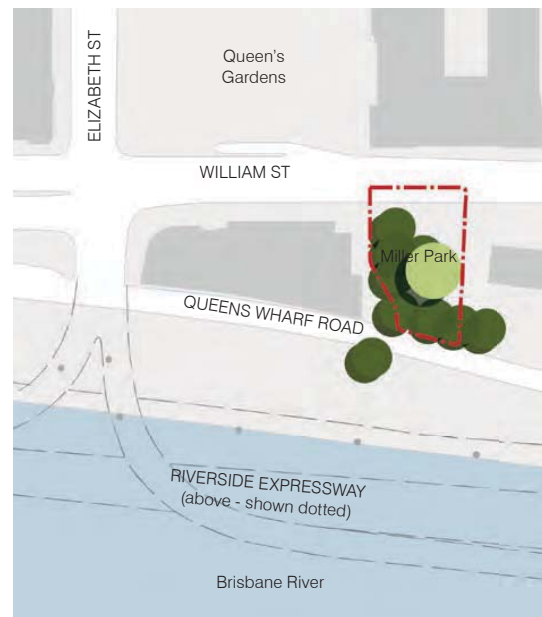 Queen's
Gardens
ELIZABETH ST
WILLIAM ST
Miller Park
QUEENS WHARF ROAD
RIVERSIDE EXPRESSWAY
(above - shown dotted)
Brisbane River